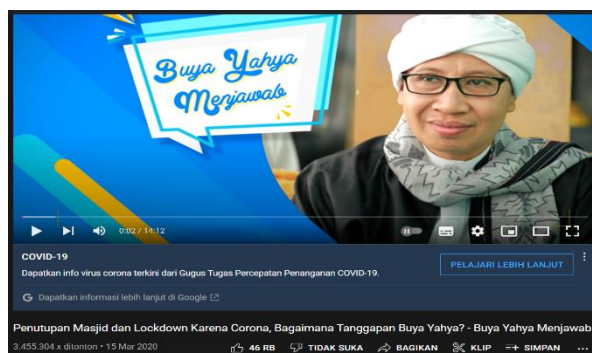 Buya Yahya
Menjawab
0:02 / 14:12
COVID-19
Dapatkan info virus corona terkini dari Gugus Tugas Percepatan Penanganan COVID-19.
PELAJARI LEBIH LANJUT
G Dapatkan informasi lebih lanjut di Google
Penutupan Masjid dan Lockdown Karena Corona, Bagaimana Tanggapan Buya Yahya? - Buya Yahya Menjawab
3.455.304 x ditonton • 15 Mar 2020
46 RB TIDAK SUKA BAGIKAN KLIP SIMPAN ...